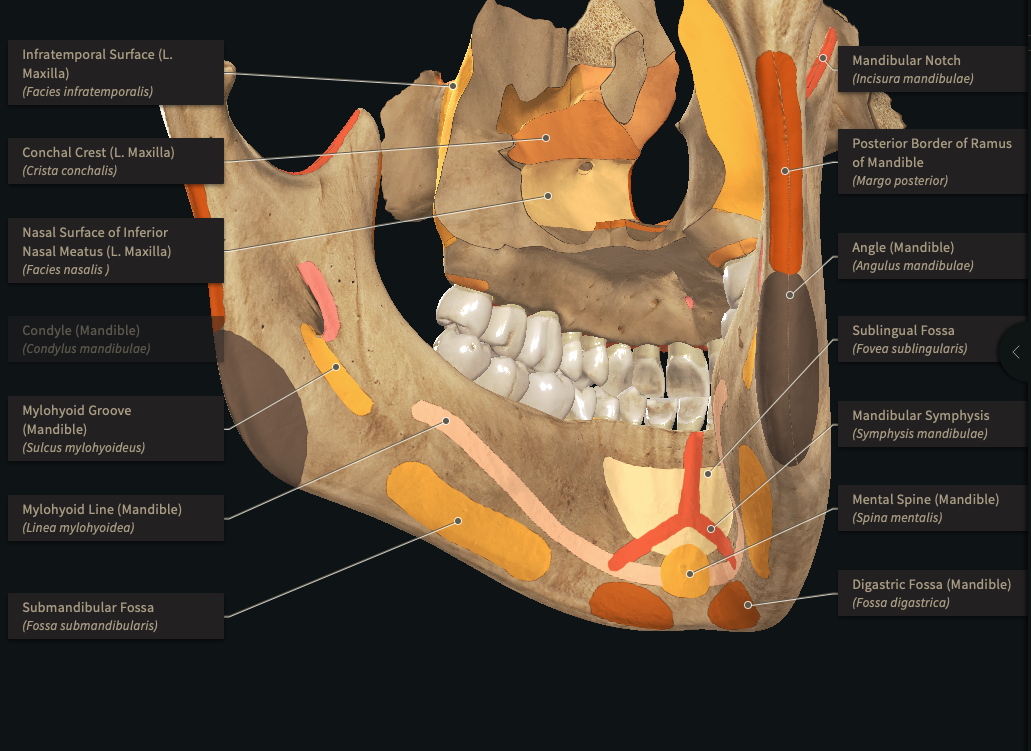 Infratemporal Surface (L.
Maxilla)
(Facies infratemporalis)
Conchal Crest (L. Maxilla)
(Crista conchalis)
Nasal Surface of Inferior
Nasal Meatus (L. Maxilla)
(Facies nasalis )
Condyle (Mandible)
(Condylus mandibulae)
Mylohyoid Groove
(Mandible)
(Sulcus mylohyoideus)
Mylohyoid Line (Mandible)
(Linea mylohyoidea)
Submandibular Fossa
(Fossa submandibularis)
Mandibular Notch
(Incisura mandibulae)
Posterior Border of Ramus
of Mandible
(Margo posterior)
Angle (Mandible)
(Angulus mandibulae)
Sublingual Fossa
(Fovea sublingularis)
Mandibular Symphysis
(Symphysis mandibulae)
Mental Spine (Mandible)
(Spina mentalis)
Digastric Fossa (Mandible)
(Fossa digastrica)